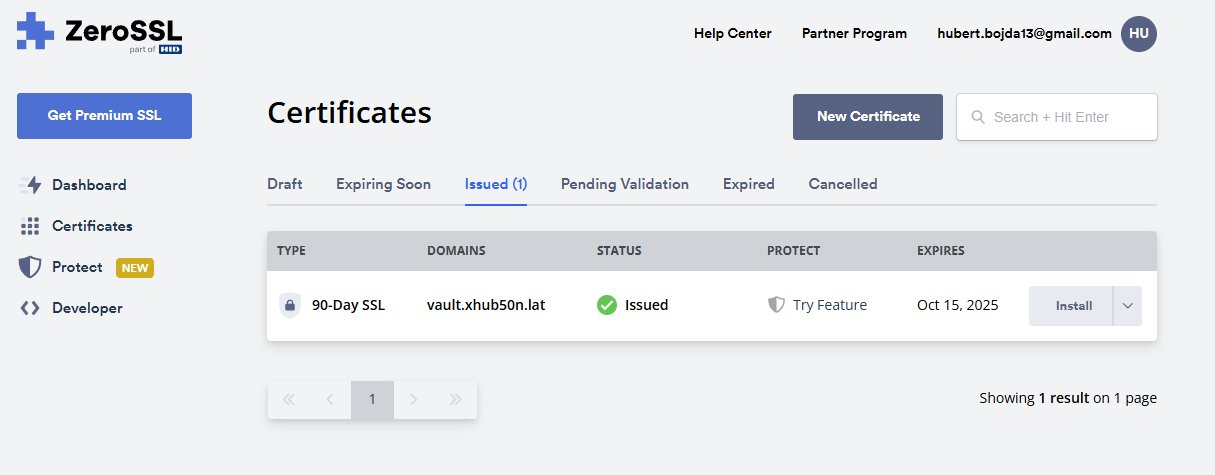 ZeroSSL
part of HID
Help Center
Partner Program
hubert.bojda13@gmail.com
HU
Get Premium SSL
Dashboard
Certificates
Protect NEW
Developer
Certificates
New Certificate
Search + Hit Enter
Draft
Expiring Soon
Issued (1)
Pending Validation
Expired
Cancelled
TYPE DOMAINS STATUS PROTECT EXPIRES
90-Day SSL vault.xhub50n.lat Issued Try Feature Oct 15, 2025 Install
1
Showing 1 result on 1 page